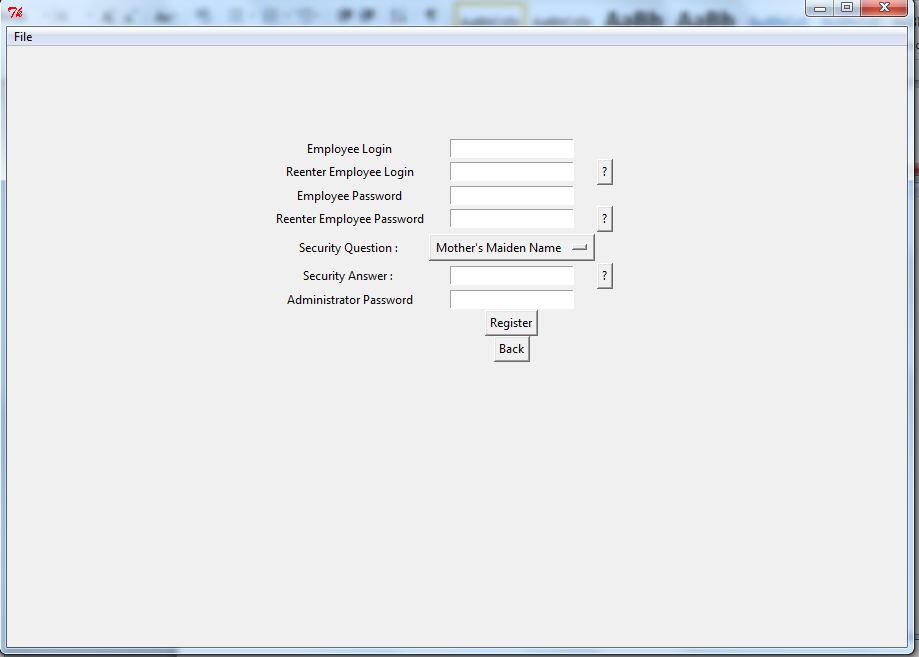 Tk
File
Employee Login
Reenter Employee Login ?
Employee Password
Reenter Employee Password ?
Security Question : Mother's Maiden Name
Security Answer : ?
Administrator Password
Register
Back